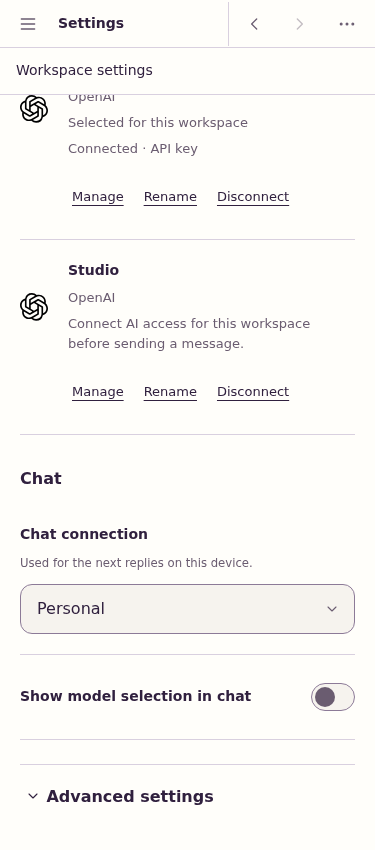 Settings
Workspace settings
OpenAI
Selected for this workspace
Connected · API key
Manage Rename Disconnect
Studio
OpenAI
Connect AI access for this workspace
before sending a message.
Manage Rename Disconnect
Chat
Chat connection
Used for the next replies on this device.
Personal
Show model selection in chat
Advanced settings